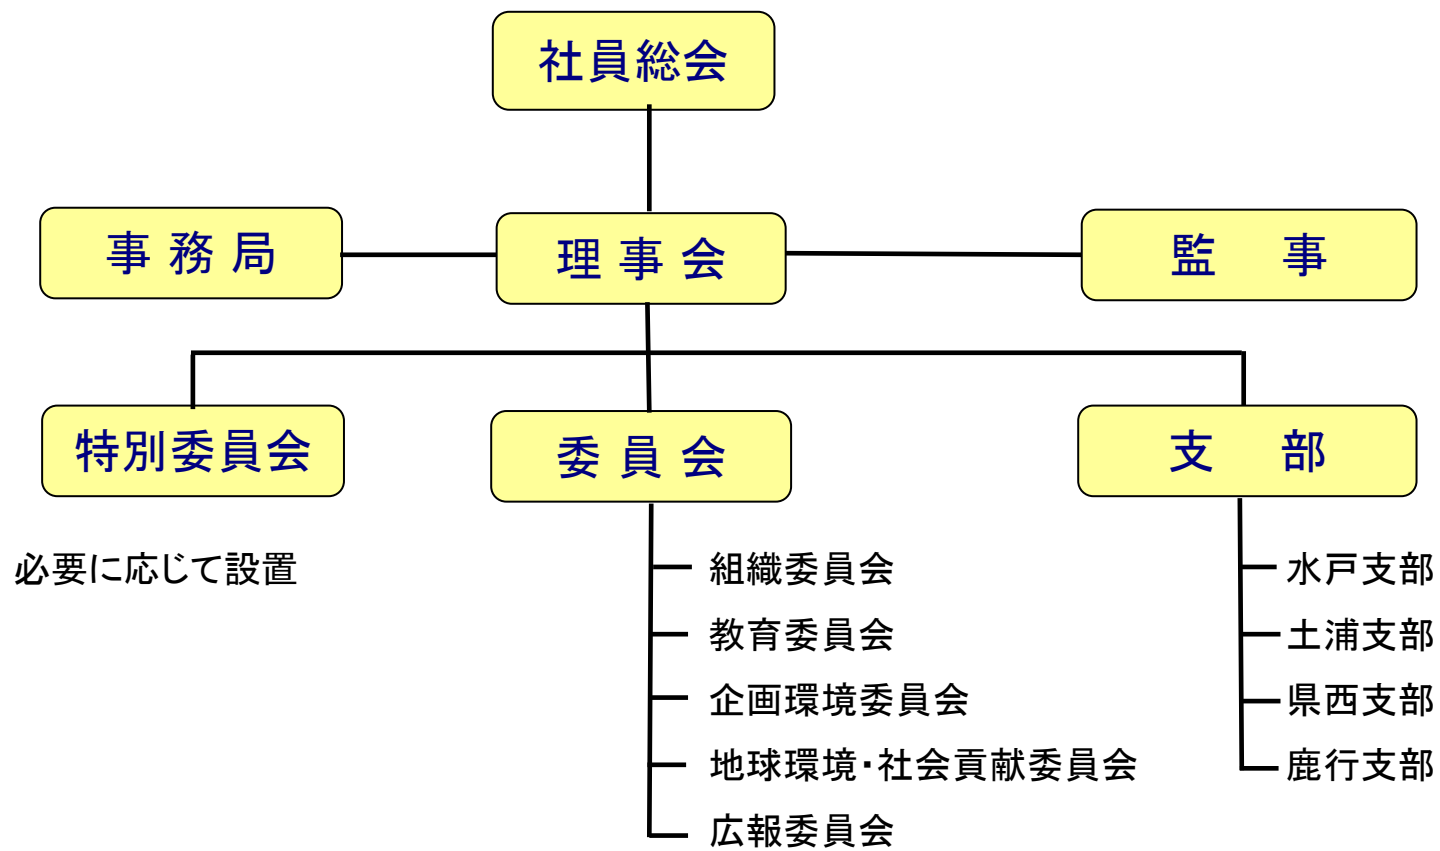 社員総会
事 務 局
理 事 会
監　事
特別委員会
委 員 会
支　部
必要に応じて設置
組織委員会
教育委員会
企画環境委員会
地球環境・社会貢献委員会
広報委員会
水戸支部
土浦支部
県西支部
鹿行支部